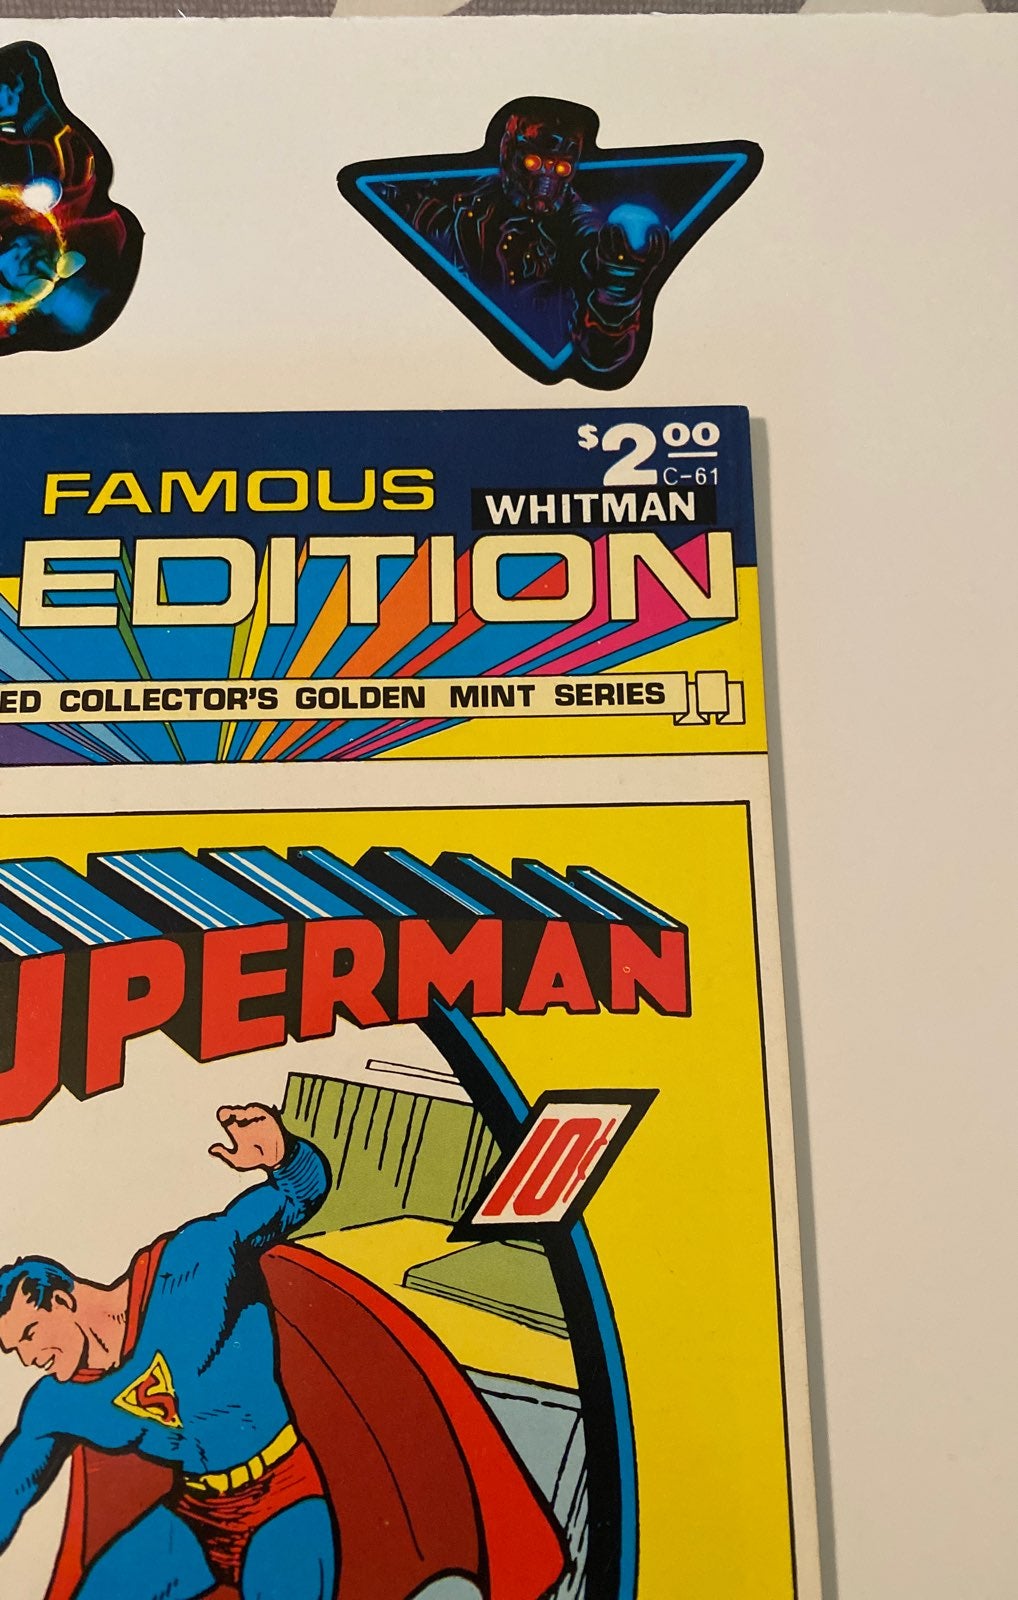 $2.00
C-61
FAMOUS
WHITMAN
EDITION
ED COLLECTOR'S GOLDEN MINT SERIES
UPERMAN
10¢
S